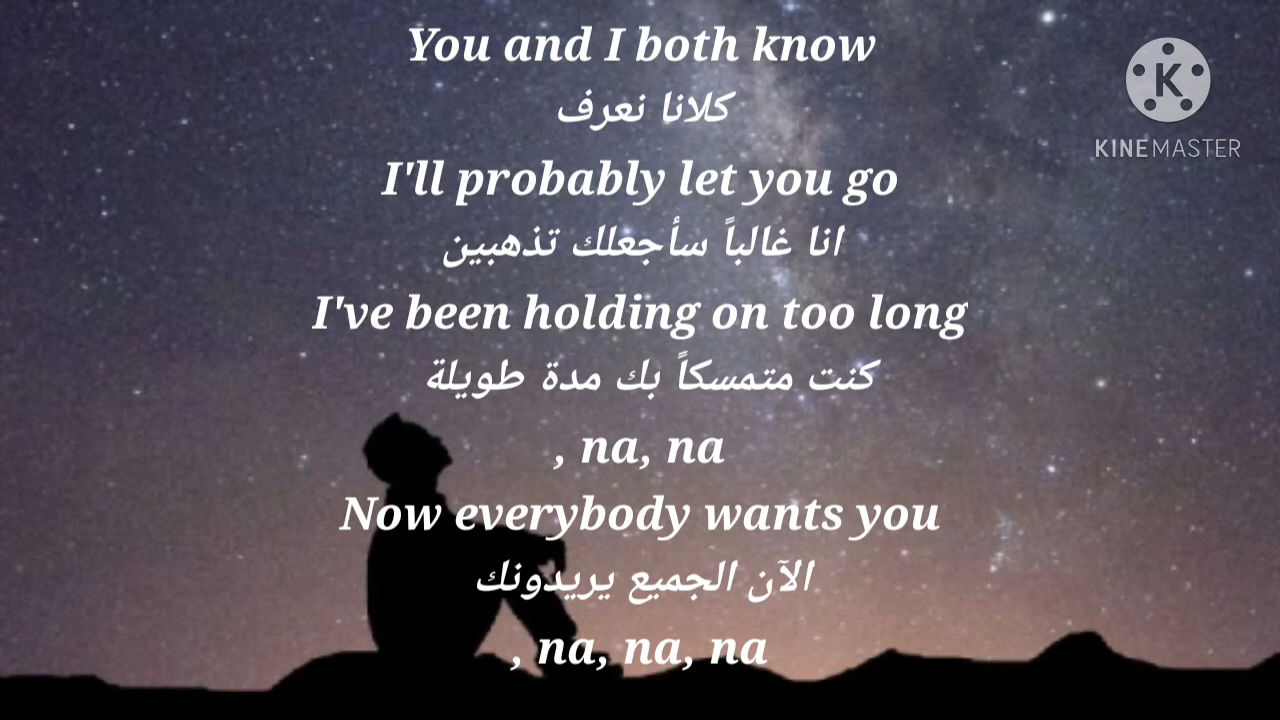 You and I both know
كلانا نعرف
I'll probably let you go
انا غالباً سأجعلك تذهبين
I've been holding on too long
كنت متمسكاً بك مدة طويلة
, na, na
Now everybody wants you
الآن الجميع يريدونك
, na, na, na
K
KINEMASTER